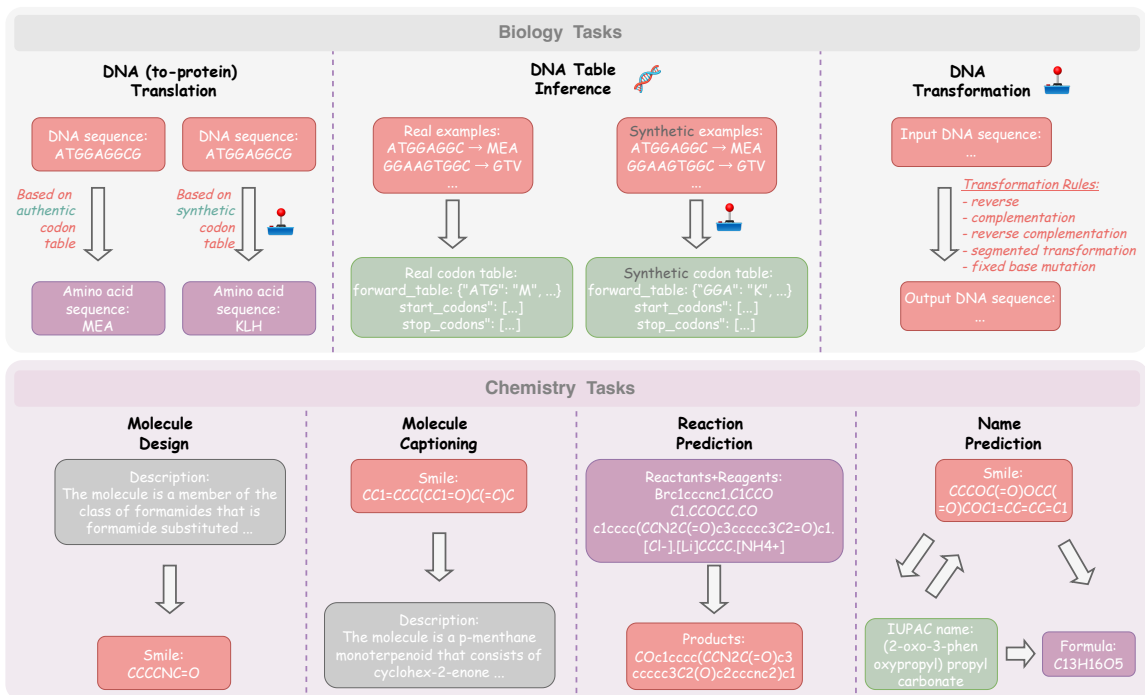 Biology Tasks
DNA (to-protein)
Translation
DNA sequence:
ATGGAGGCG
Based on
authentic
codon
table
Amino acid
sequence:
MEA
DNA sequence:
ATGGAGGCG
Based on
synthetic
codon
table
Amino acid
sequence:
KLH
DNA Table
Inference
Real examples:
ATGGAGGC → MEA
GGAAGTGGC → GTV
...
Real codon table:
forward_table: {"ATG": "M", ...}
start_codons": [...]
stop_codons": [...]
Synthetic examples:
ATGGAGGC → MEA
GGAAGTGGC → GTV
...
Synthetic codon table:
forward_table: {"GGA": "K", ...}
start_codons": [...]
stop_codons": [...]
DNA
Transformation
Input DNA sequence:
...
Transformation Rules:
- reverse
- complementation
- reverse complementation
- segmented transformation
- fixed base mutation
Output DNA sequence:
...
Chemistry Tasks
Molecule
Design
Description:
The molecule is a member of the
class of formamides that is
formamide substituted ...
Smile:
CCCCNC=O
Molecule
Captioning
Smile:
CC1=CCC(CC1=O)C(=C)C
Description:
The molecule is a p-menthane
monoterpenoid that consists of
cyclohex-2-enone ...
Reaction
Prediction
Reactants+Reagents:
Brc1cccnc1.C1CCO
C1.CCOCC.CO
c1cccc(CCN2C(=O)c3ccccc3C2=O)c1.
[Cl-].[Li]CCCC.[NH4+]
Products:
COc1cccc(CCN2C(=O)c3
ccccc3C2(O)c2cccnc2)c1
Name
Prediction
Smile:
CCCOC(=O)OCC(
=O)COC1=CC=CC=C1
IUPAC name:
(2-oxo-3-phen
oxypropyl) propyl
carbonate
Formula:
C13H16O5